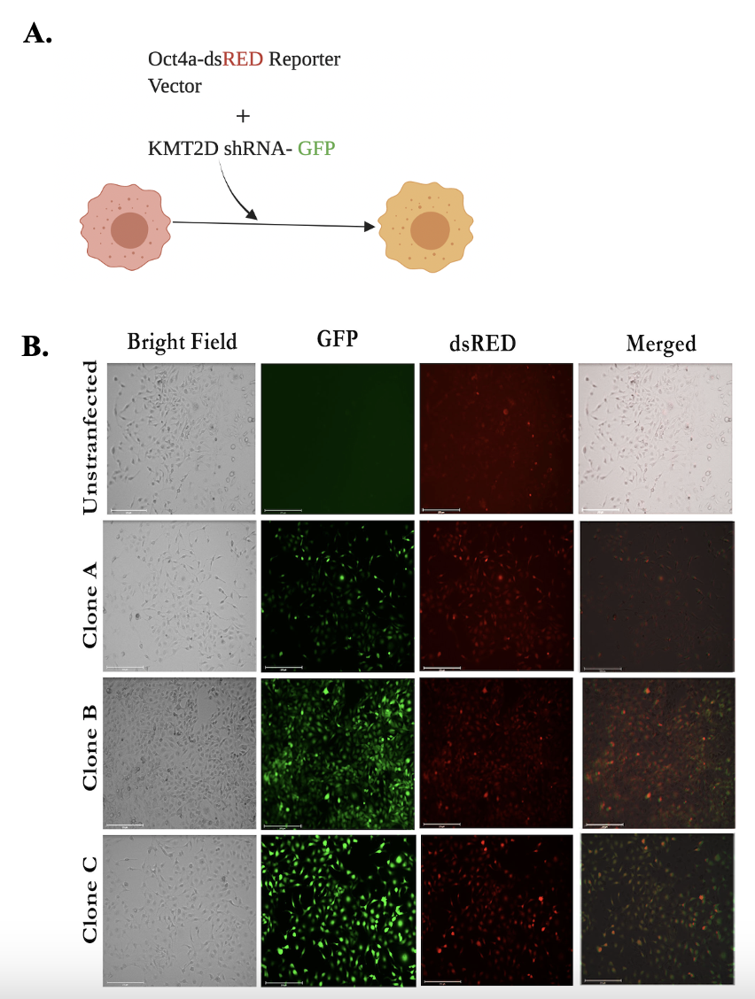 A.
Oct4a-dsRED Reporter
Vector
+
KMT2D shRNA- GFP
B.
Bright Field
GFP
dsRED
Merged
Unstranfected
Clone A
Clone B
Clone C